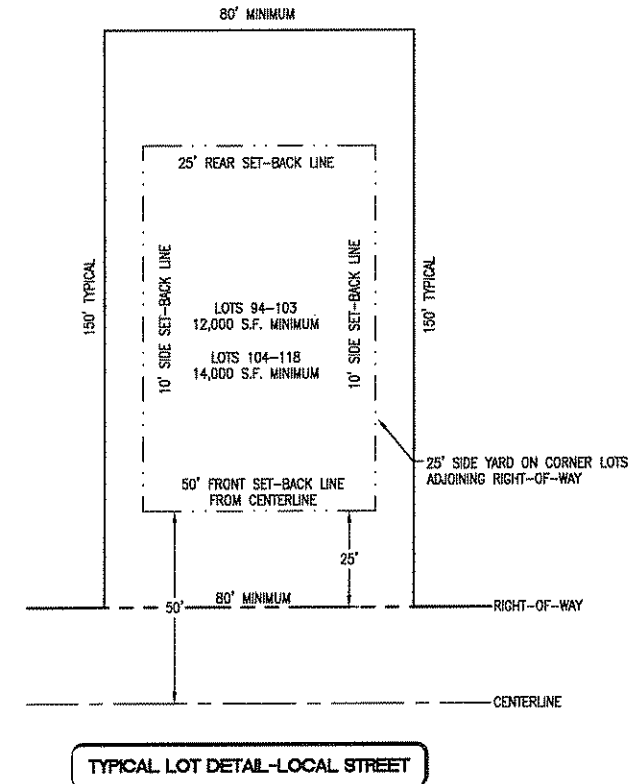 80' MINIMUM
25' REAR SET-BACK LINE
150' TYPICAL
10' SIDE SET-BACK LINE
LOTS 94-103
12,000 S.F. MINIMUM
LOTS 104-118
14,000 S.F. MINIMUM
10' SIDE SET-BACK LINE
150' TYPICAL
25' SIDE YARD ON CORNER LOTS
ADJOINING RIGHT-OF-WAY
50' FRONT SET-BACK LINE
FROM CENTERLINE
25'
50'
80' MINIMUM
RIGHT-OF-WAY
CENTERLINE
TYPICAL LOT DETAIL-LOCAL STREET